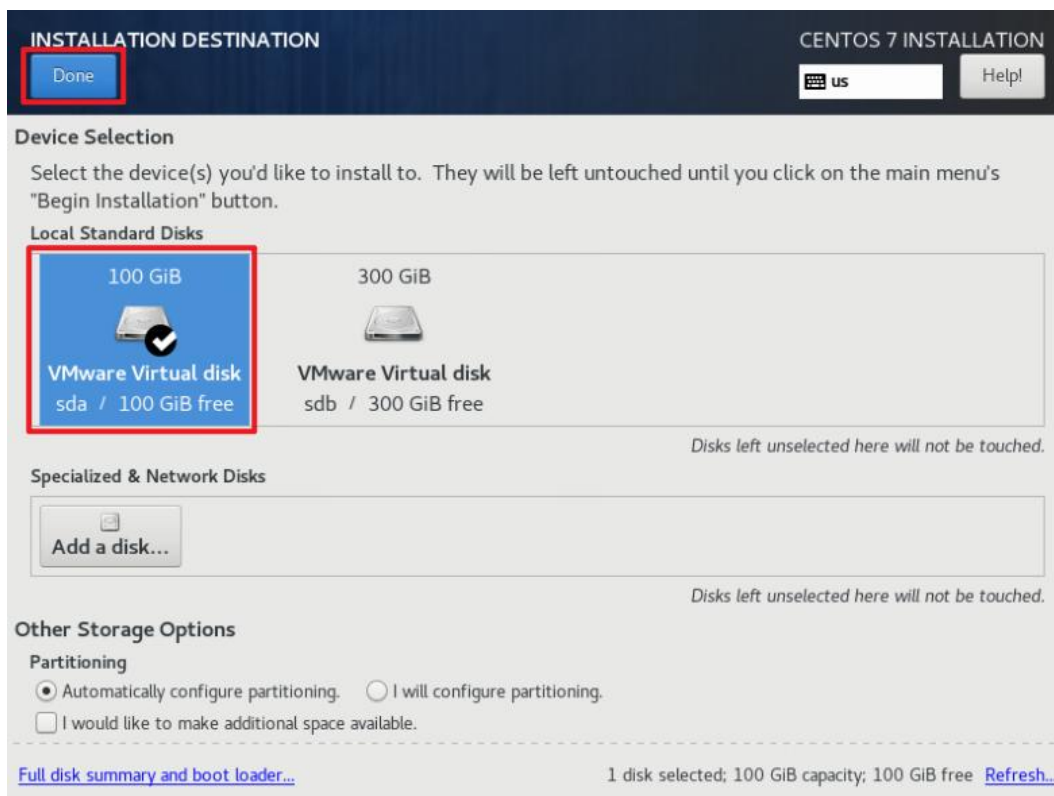 INSTALLATION DESTINATION
CENTOS 7 INSTALLATION
Done
us
Help!
Device Selection
Select the device(s) you'd like to install to. They will be left untouched until you click on the main menu's
"Begin Installation" button.
Local Standard Disks
100 GiB
VMware Virtual disk
sda / 100 GiB free
300 GiB
VMware Virtual disk
sdb / 300 GiB free
Disks left unselected here will not be touched.
Specialized & Network Disks
Add a disk...
Disks left unselected here will not be touched.
Other Storage Options
Partitioning
Automatically configure partitioning. I will configure partitioning.
I would like to make additional space available.
Full disk summary and boot loader... 1 disk selected; 100 GiB capacity; 100 GiB free Refresh...